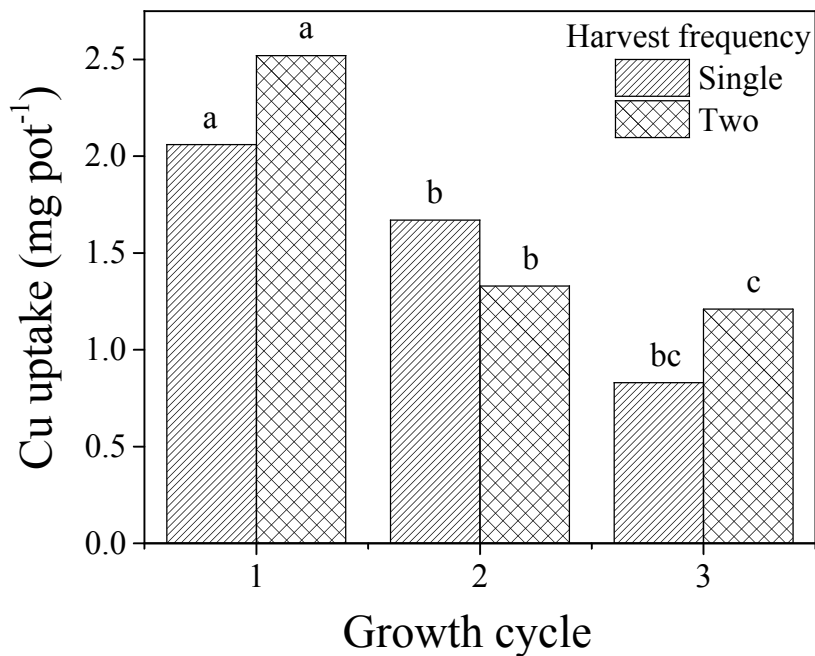 Harvest frequency
Single
Two
Cu uptake (mg pot⁻¹)
2.5
2.0
1.5
1.0
0.5
0.0
a
a
b
b
bc
c
1 2 3
Growth cycle